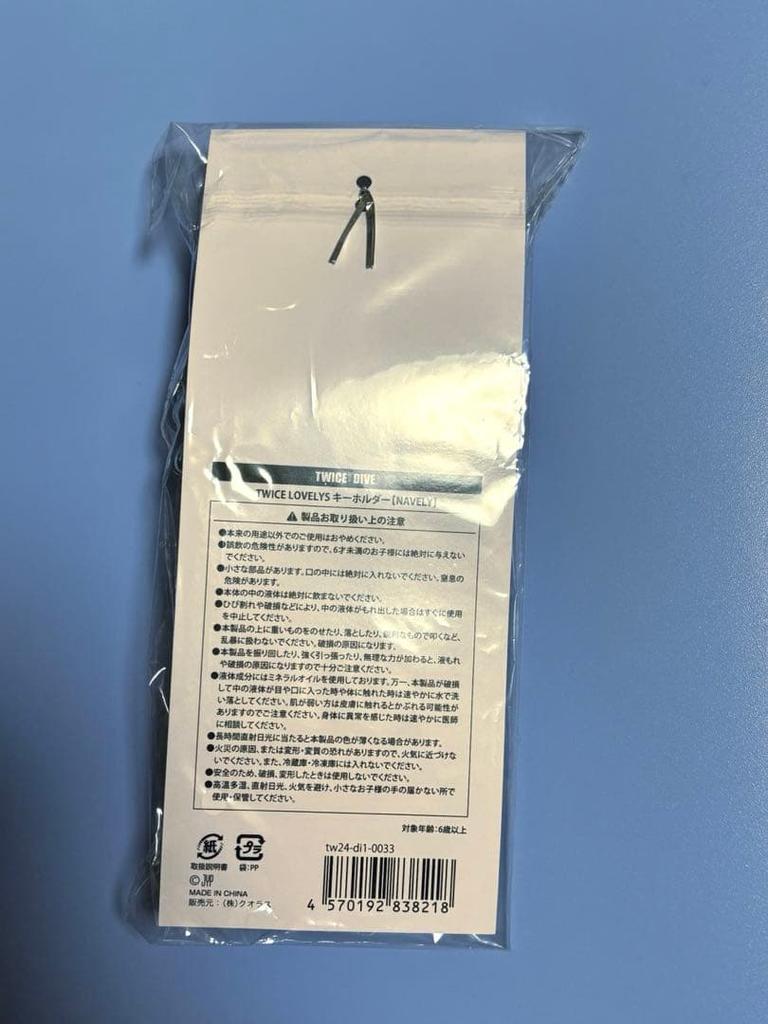 TWICE DIVE
TWICE LOVELYS キーホルダー【NAVELY】
製品お取り扱い上の注意
●本来の用途以外でのご使用はおやめください。
●誤飲の危険性がありますので、6才未満のお子様には絶対に与えない
でください。
●小さな部品があります。口の中には絶対に入れないでください。窒息の
危険があります。
●本体の中の液体は絶対に飲まないでください。
●ひび割れや破損などにより、中の液体がもれ出した場合はすぐに使用
を中止してください。
●本製品の上に重いものをのせたり、落としたり、鋭利なもので叩くなど、
乱暴に扱わないでください。破損の原因になります。
●本製品を振り回したり、強く引っ張ったり、無理な力が加わると、液もれ
や破損の原因になりますので十分ご注意ください。
●液体成分にはミネラルオイルを使用しております。万一、本製品が破損
して中の液体が目や口に入った時や体に触れた時は速やかに水で洗
い落としてください。肌が弱い方は皮膚に触れるとかぶれる可能性が
ありますのでご注意ください。身体に異常を感じた時は速やかに医師
に相談してください。
●長時間直射日光に当たると本製品の色が薄くなる場合があります。
●火災の原因、または変形・変質の恐れがありますので、火気に近づけな
いでください。また、冷蔵庫・冷凍庫には入れないでください。
●安全のため、破損、変形したときは使用しないでください。
●高温多湿、直射日光、火気を避け、小さなお子様の手の届かない所で
使用・保管してください。
対象年齢:6歳以上
紙 プラ
取扱説明書 袋:PP
tw24-di1-0033
© JYP
MADE IN CHINA
販売元:(株)クオラス
4 570192 838218